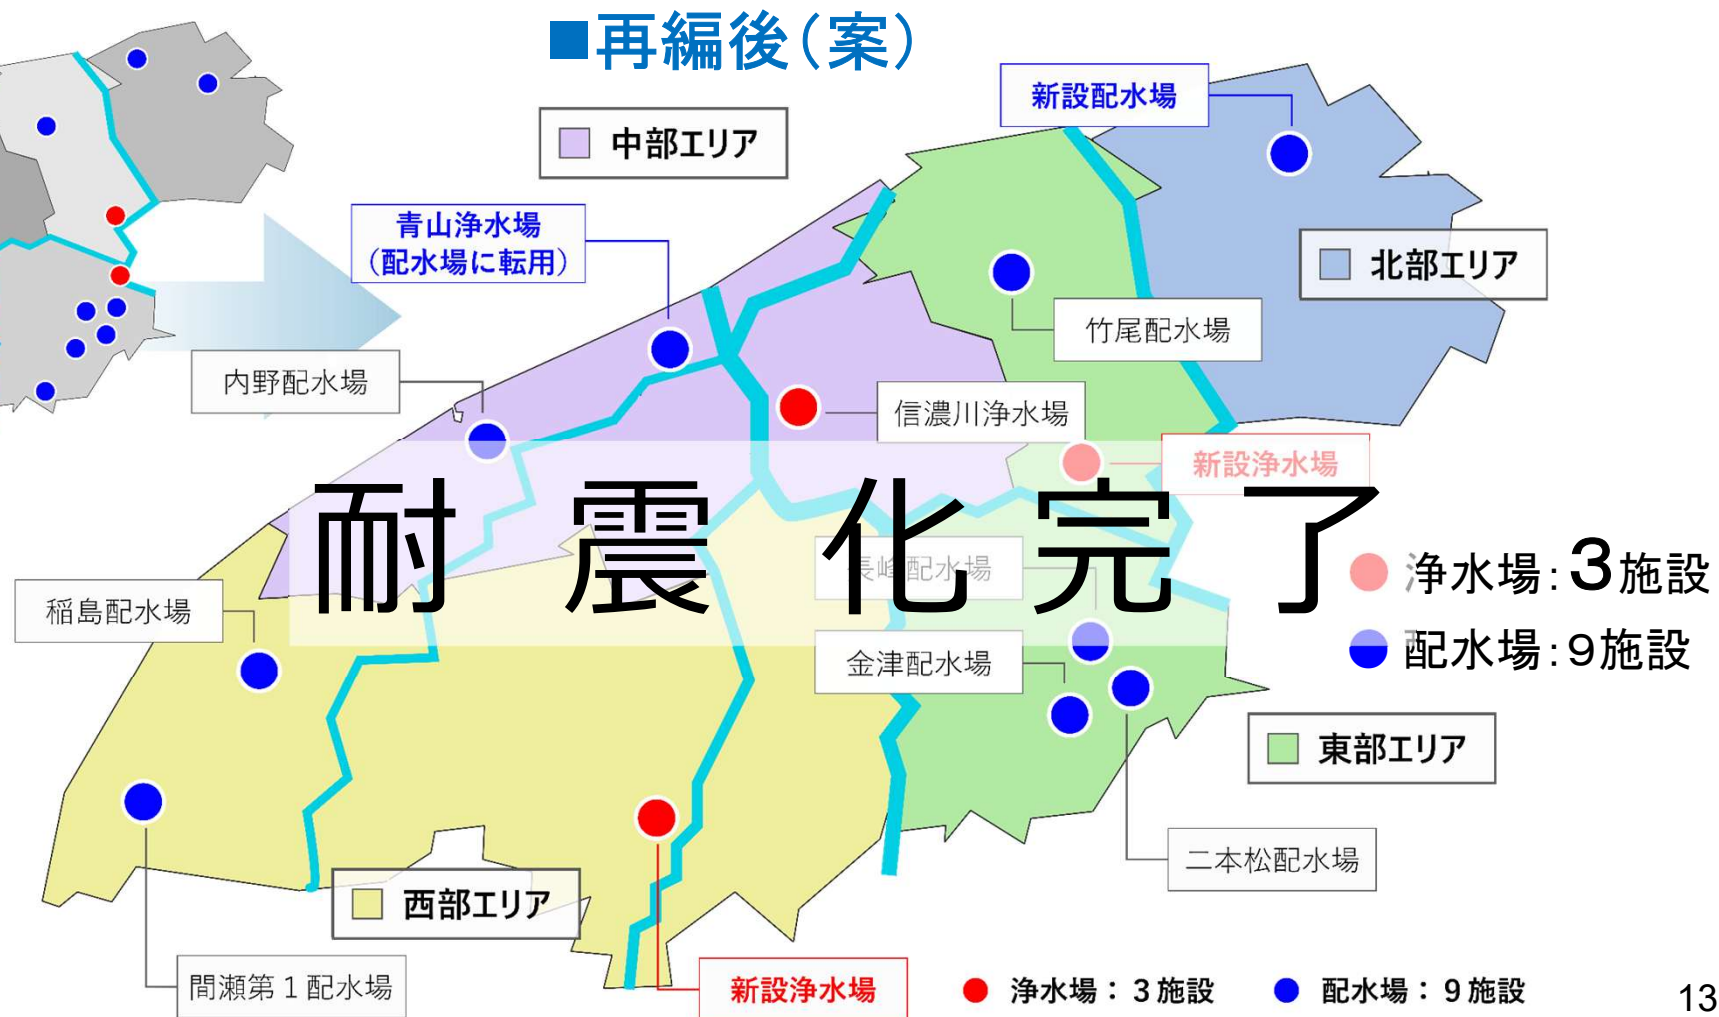 ■再編後（案）
新設配水場
中部エリア
青山浄水場
（配水場に転用）
北部エリア
竹尾配水場
内野配水場
信濃川浄水場
新設浄水場
耐震化完了
長峰配水場
浄水場：3施設
稲島配水場
配水場：9施設
金津配水場
東部エリア
二本松配水場
西部エリア
間瀬第１配水場
新設浄水場
浄水場：３施設
配水場：９施設
13